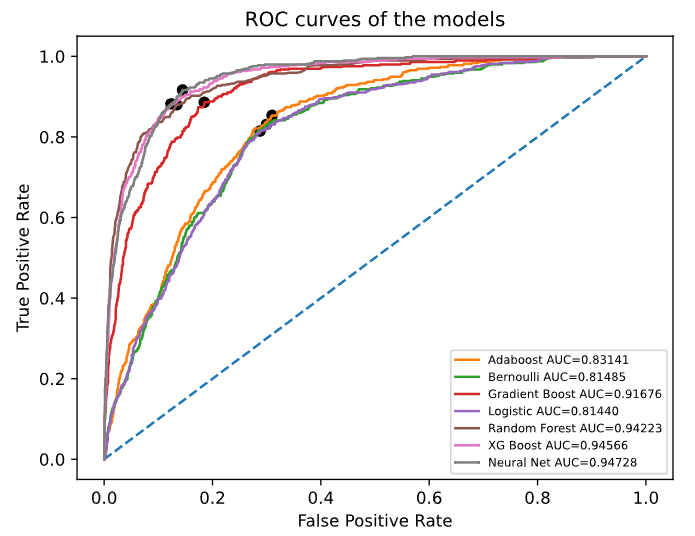 ROC curves of the models
True Positive Rate
1.0
0.8
0.6
0.4
0.2
0.0
Adaboost AUC=0.83141
Bernoulli AUC=0.81485
Gradient Boost AUC=0.91676
Logistic AUC=0.81440
Random Forest AUC=0.94223
XG Boost AUC=0.94566
Neural Net AUC=0.94728
0.0 0.2 0.4 0.6 0.8 1.0
False Positive Rate